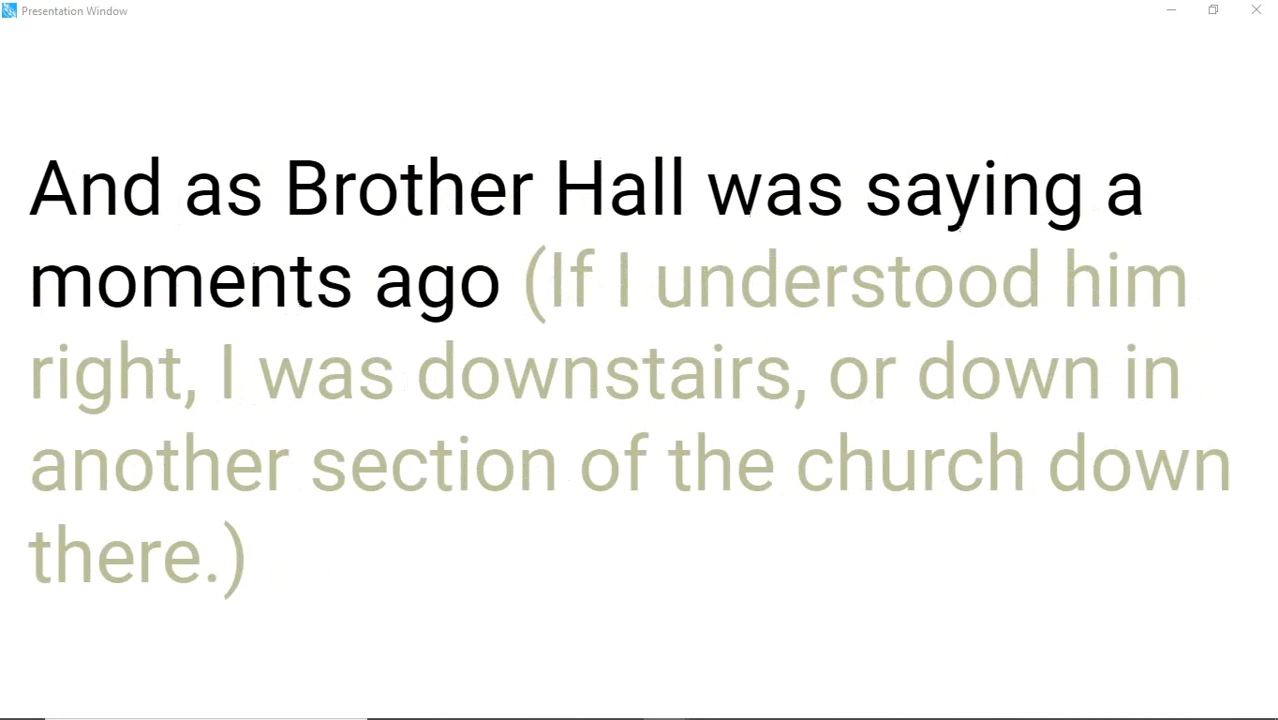 Presentation Window
And as Brother Hall was saying a
moments ago (If I understood him
right, I was downstairs, or down in
another section of the church down
there.)